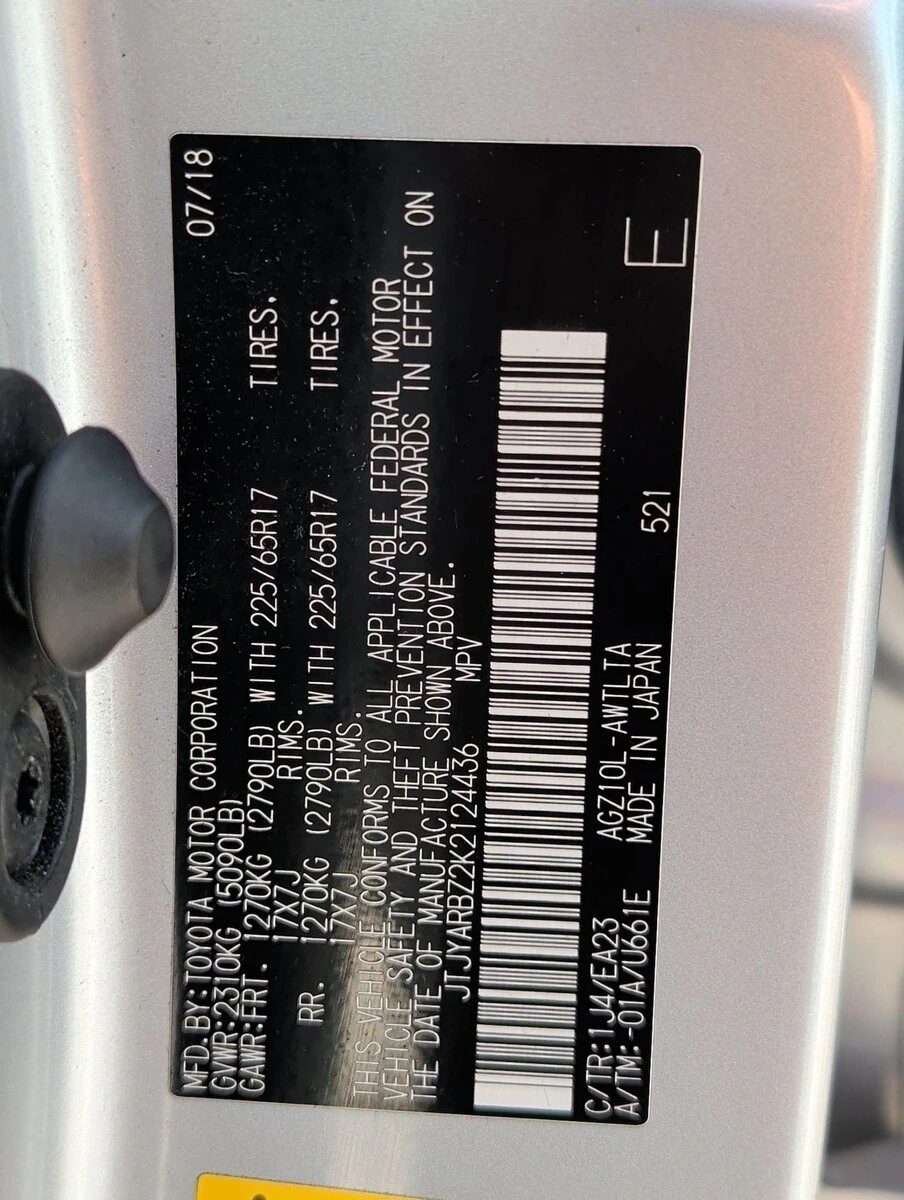 MFD.BY:TOYOTA MOTOR CORPORATION 07/18
GVWR:2310KG (5090LB)
GAWR:FRT. 1270KG (2790LB) WITH 225/65R17 TIRES.
17X7J RIMS.
RR. 1270KG (2790LB) WITH 225/65R17 TIRES.
17X7J RIMS.
THIS VEHICLE CONFORMS TO ALL APPLICABLE FEDERAL MOTOR
VEHICLE SAFETY AND THEFT PREVENTION STANDARDS IN EFFECT ON
THE DATE OF MANUFACTURE SHOWN ABOVE.
JTJYARBZ2K2124436 MPV
C/TR:1J4/EA23 AGZ10L-AWTLTA
A/TM:-01A/U661E MADE IN JAPAN 521 E